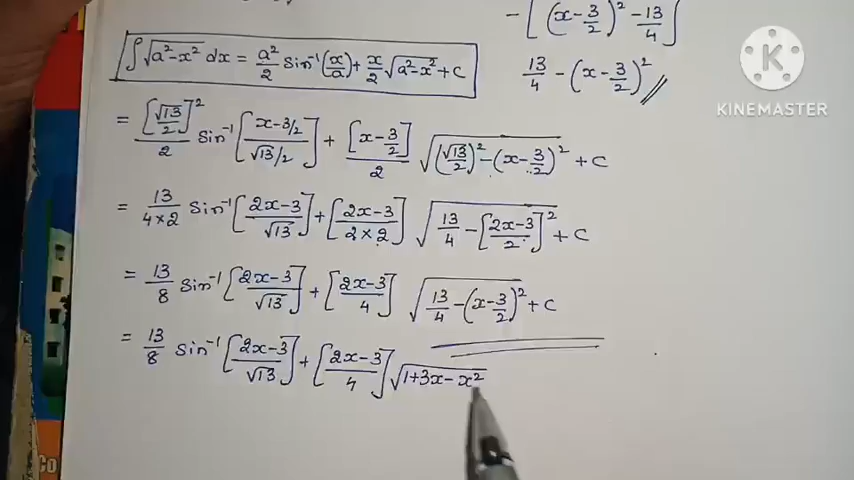 - [(x-3/2)² -13/4]
∫√(a²-x²) dx = a²/2 Sin⁻¹(x/a)+x/2 √(a²-x²)+C
13/4 - (x-3/2)²
K
KINEMASTER
= [√13/2]²/2 Sin⁻¹[(x-3/2)/(√13/2)] + [x-3/2]/2 √((√13/2)²-(x-3/2)²) +C
= 13/(4×2) Sin⁻¹[(2x-3)/√13]+[(2x-3)/(2×2)] √(13/4-[(2x-3)/2]²)+C
= 13/8 Sin⁻¹[(2x-3)/√13]+[(2x-3)/4] √(13/4-(x-3/2)²)+C
= 13/8 Sin⁻¹[(2x-3)/√13]+[(2x-3)/4]√(1+3x-x²)
Co